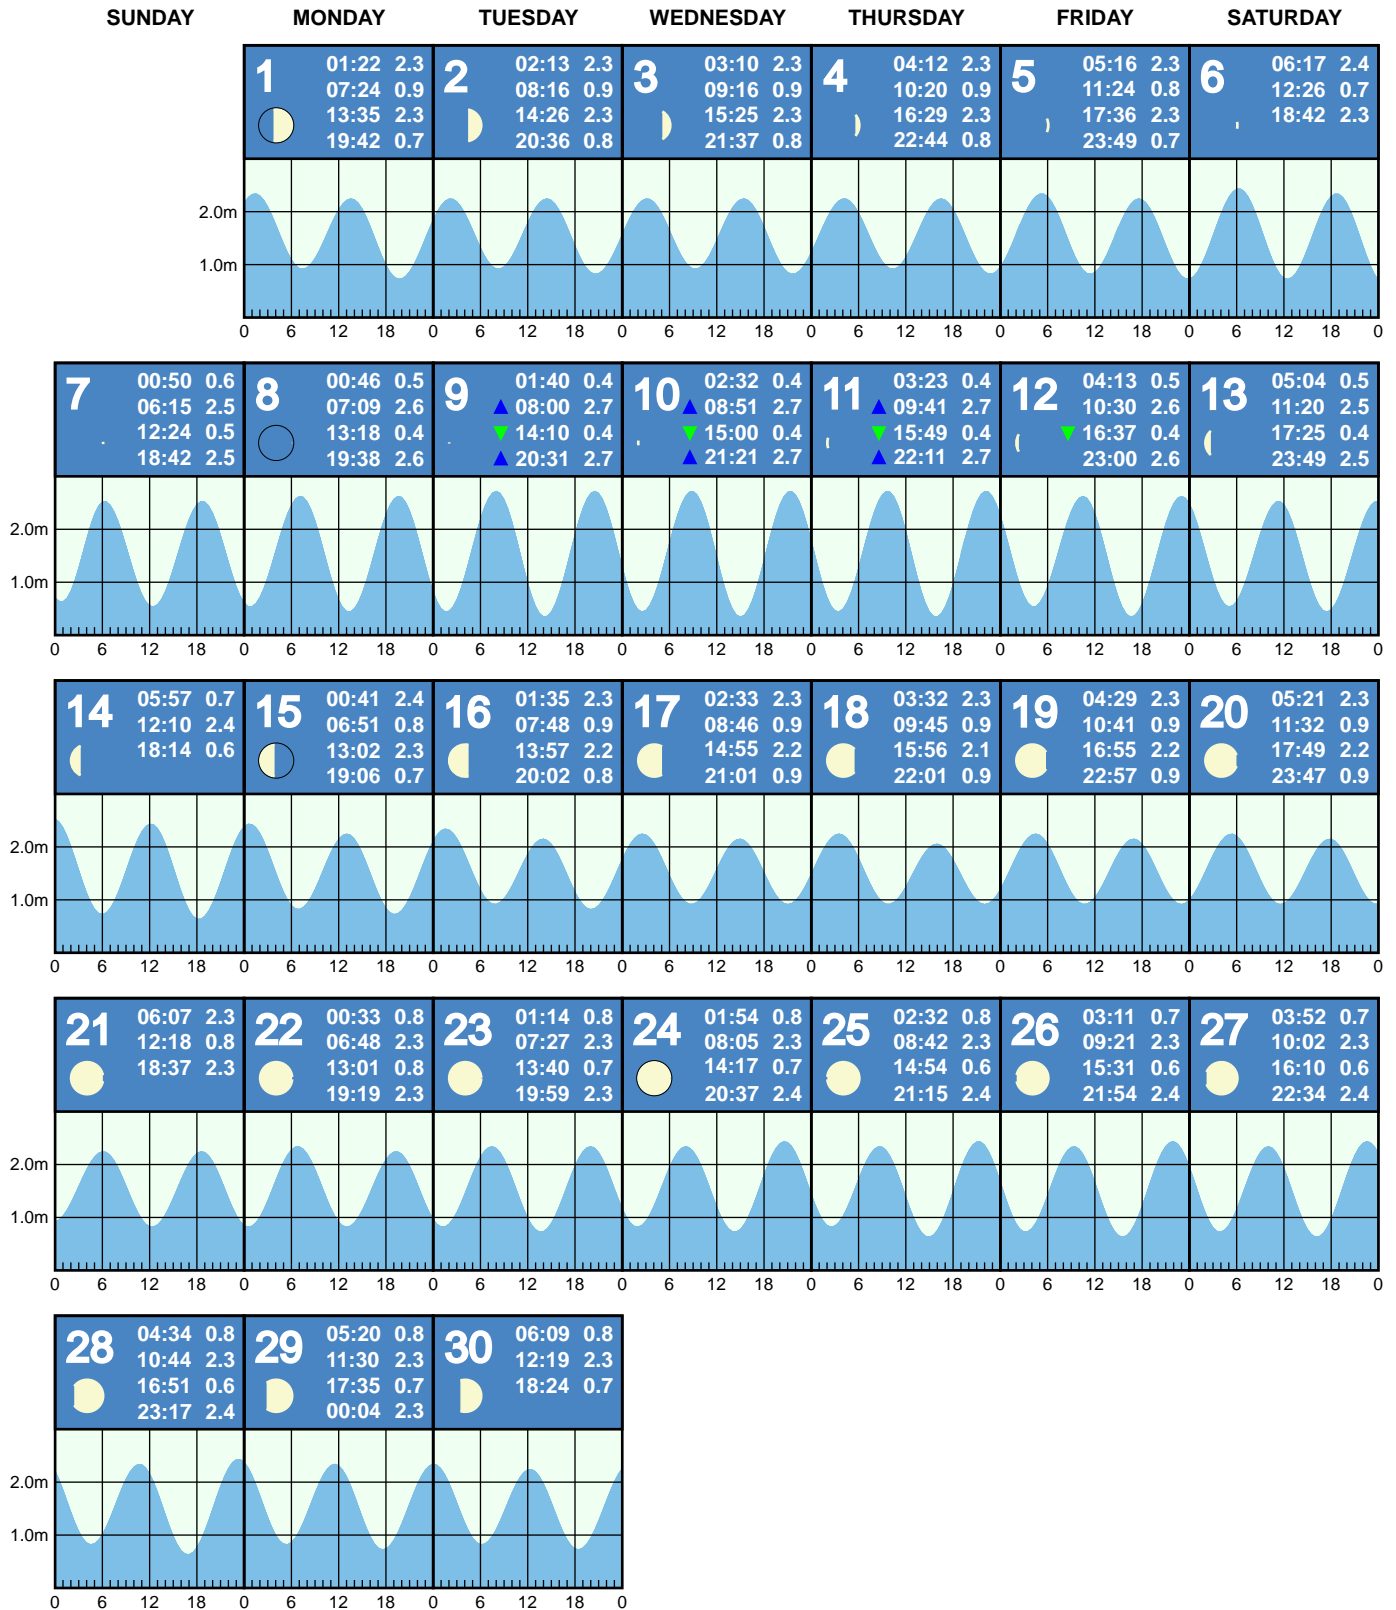 SUNDAY MONDAY TUESDAY WEDNESDAY THURSDAY FRIDAY SATURDAY
1 01:22 2.3
07:24 0.9
13:35 2.3
19:42 0.7
2 02:13 2.3
08:16 0.9
14:26 2.3
20:36 0.8
3 03:10 2.3
09:16 0.9
15:25 2.3
21:37 0.8
4 04:12 2.3
10:20 0.9
16:29 2.3
22:44 0.8
5 05:16 2.3
11:24 0.8
17:36 2.3
23:49 0.7
6 06:17 2.4
12:26 0.7
18:42 2.3
2.0m
1.0m
0 6 12 18 0 6 12 18 0 6 12 18 0 6 12 18 0 6 12 18 0 6 12 18 0
7 00:50 0.6
06:15 2.5
12:24 0.5
18:42 2.5
8 00:46 0.5
07:09 2.6
13:18 0.4
19:38 2.6
9 01:40 0.4
08:00 2.7
14:10 0.4
20:31 2.7
10 02:32 0.4
08:51 2.7
15:00 0.4
21:21 2.7
11 03:23 0.4
09:41 2.7
15:49 0.4
22:11 2.7
12 04:13 0.5
10:30 2.6
16:37 0.4
23:00 2.6
13 05:04 0.5
11:20 2.5
17:25 0.4
23:49 2.5
2.0m
1.0m
0 6 12 18 0 6 12 18 0 6 12 18 0 6 12 18 0 6 12 18 0 6 12 18 0 6 12 18 0
14 05:57 0.7
12:10 2.4
18:14 0.6
15 00:41 2.4
06:51 0.8
13:02 2.3
19:06 0.7
16 01:35 2.3
07:48 0.9
13:57 2.2
20:02 0.8
17 02:33 2.3
08:46 0.9
14:55 2.2
21:01 0.9
18 03:32 2.3
09:45 0.9
15:56 2.1
22:01 0.9
19 04:29 2.3
10:41 0.9
16:55 2.2
22:57 0.9
20 05:21 2.3
11:32 0.9
17:49 2.2
23:47 0.9
2.0m
1.0m
0 6 12 18 0 6 12 18 0 6 12 18 0 6 12 18 0 6 12 18 0 6 12 18 0 6 12 18 0
21 06:07 2.3
12:18 0.8
18:37 2.3
22 00:33 0.8
06:48 2.3
13:01 0.8
19:19 2.3
23 01:14 0.8
07:27 2.3
13:40 0.7
19:59 2.3
24 01:54 0.8
08:05 2.3
14:17 0.7
20:37 2.4
25 02:32 0.8
08:42 2.3
14:54 0.6
21:15 2.4
26 03:11 0.7
09:21 2.3
15:31 0.6
21:54 2.4
27 03:52 0.7
10:02 2.3
16:10 0.6
22:34 2.4
2.0m
1.0m
0 6 12 18 0 6 12 18 0 6 12 18 0 6 12 18 0 6 12 18 0 6 12 18 0 6 12 18 0
28 04:34 0.8
10:44 2.3
16:51 0.6
23:17 2.4
29 05:20 0.8
11:30 2.3
17:35 0.7
00:04 2.3
30 06:09 0.8
12:19 2.3
18:24 0.7
2.0m
1.0m
0 6 12 18 0 6 12 18 0 6 12 18 0